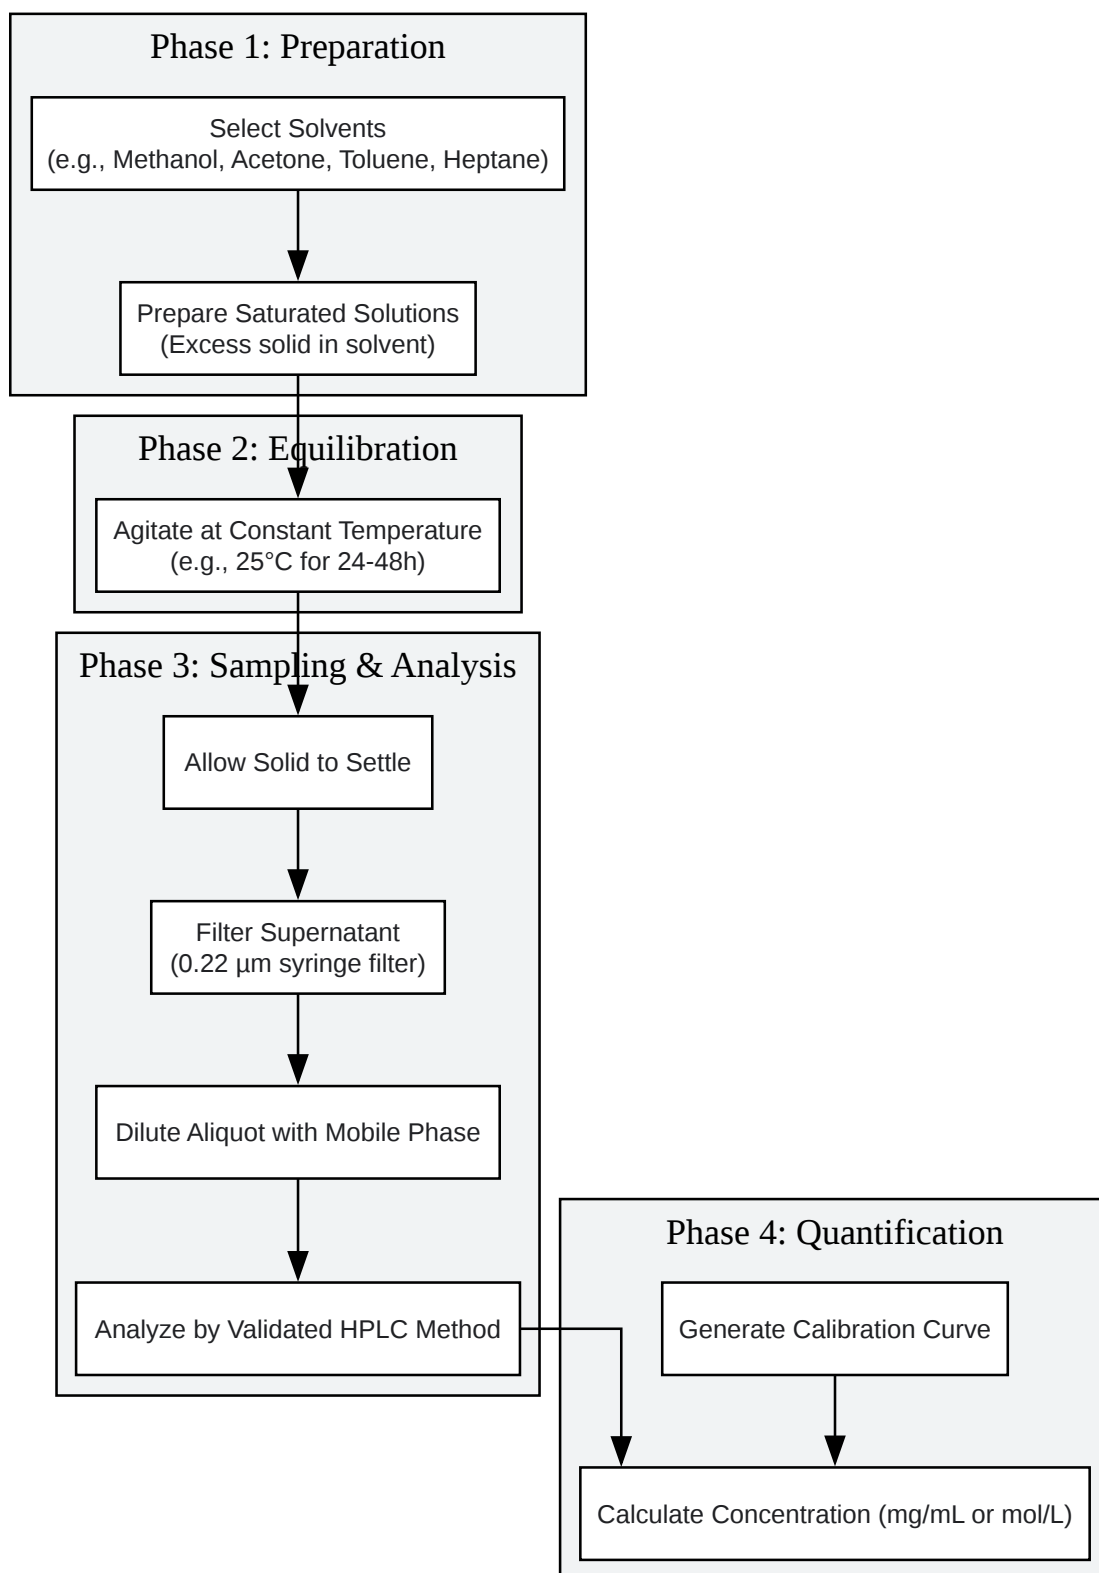 Phase 1: Preparation
Select Solvents
(e.g., Methanol, Acetone, Toluene, Heptane)
Prepare Saturated Solutions
(Excess solid in solvent)
Phase 2: Equilibration
Agitate at Constant Temperature
(e.g., 25°C for 24-48h)
Phase 3: Sampling & Analysis
Allow Solid to Settle
Filter Supernatant
(0.22 µm syringe filter)
Dilute Aliquot with Mobile Phase
Analyze by Validated HPLC Method
Phase 4: Quantification
Generate Calibration Curve
Calculate Concentration (mg/mL or mol/L)